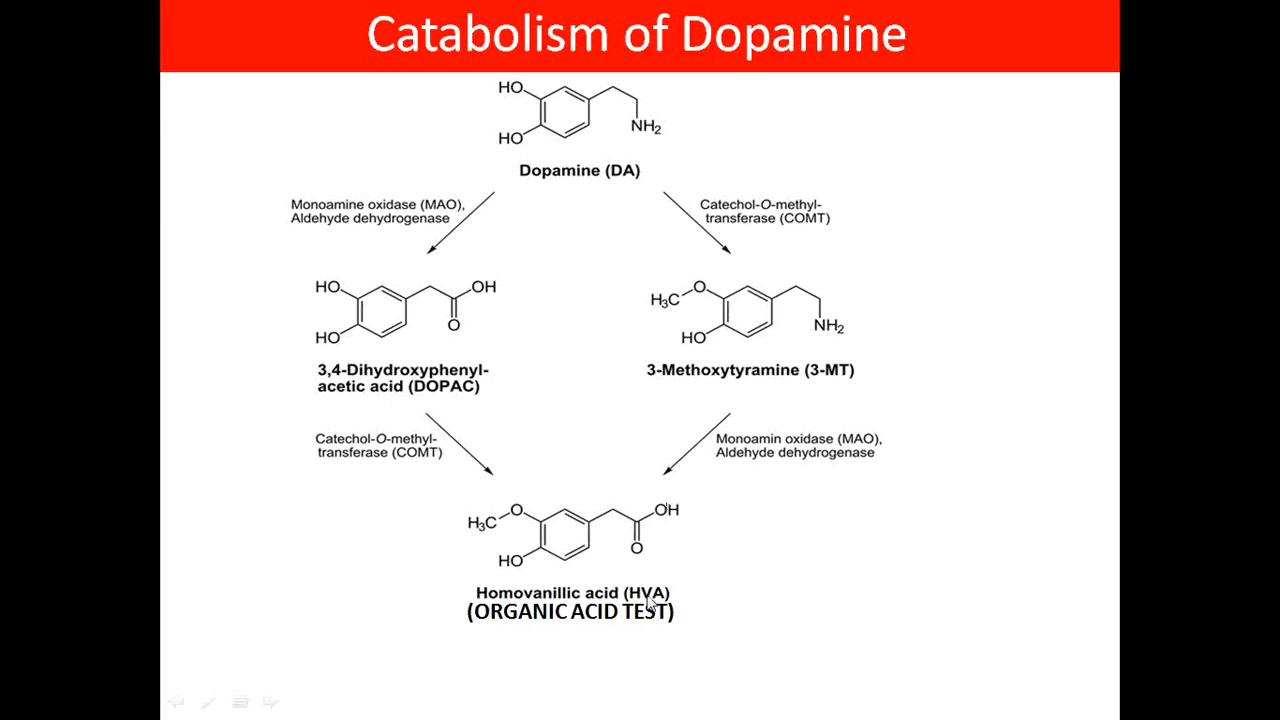 Catabolism of Dopamine
HO
HO
NH2
Dopamine (DA)
Monoamine oxidase (MAO),
Aldehyde dehydrogenase
Catechol-O-methyl-
transferase (COMT)
HO
OH
O
HO
3,4-Dihydroxyphenyl-
acetic acid (DOPAC)
O
H3C
HO
NH2
3-Methoxytyramine (3-MT)
Catechol-O-methyl-
transferase (COMT)
Monoamin oxidase (MAO),
Aldehyde dehydrogenase
O
H3C
OH
O
HO
Homovanillic acid (HVA)
(ORGANIC ACID TEST)